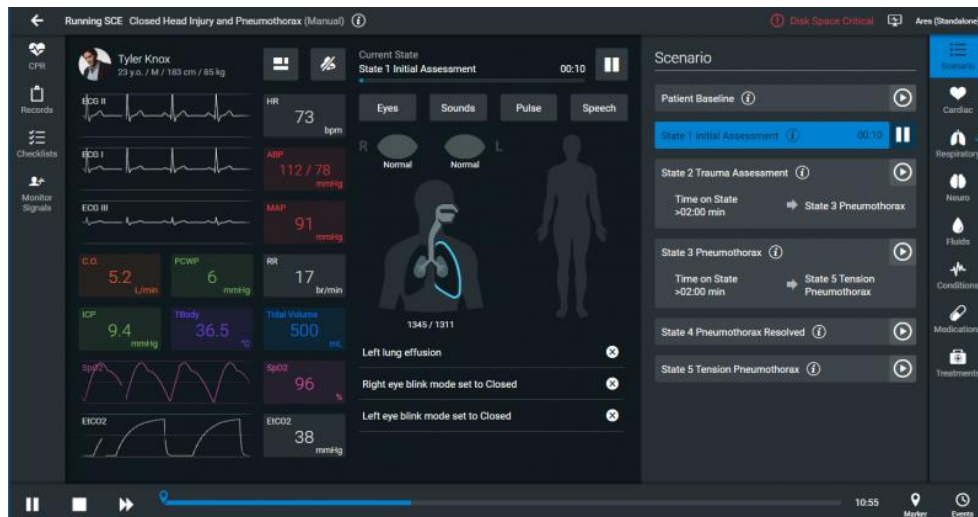 Running SCE Closed Head Injury and Pneumothorax (Manual)
Disk Space Critical
Ares (Standalone)
CPR
Records
Checklists
Monitor
Signals
Tyler Knox
23 y.o. / M / 183 cm / 85 kg
ECG II
HR
73
bpm
ECG I
ABP
112 / 78
mmHg
ECG III
MAP
91
mmHg
C.O.
5.2
L/min
PCWP
6
mmHg
RR
17
br/min
ICP
9.4
mmHg
TBody
36.5
°C
Tidal Volume
500
mL
SpO2
SpO2
96
%
EtCO2
EtCO2
38
mmHg
Current State
State 1 Initial Assessment 00:10
Eyes Sounds Pulse Speech
R L
Normal Normal
1345 / 1311
Left lung effusion
Right eye blink mode set to Closed
Left eye blink mode set to Closed
Scenario
Patient Baseline
State 1 Initial Assessment 00:10
State 2 Trauma Assessment
Time on State
>02:00 min
State 3 Pneumothorax
State 3 Pneumothorax
Time on State
>02:00 min
State 5 Tension
Pneumothorax
State 4 Pneumothorax Resolved
State 5 Tension Pneumothorax
Scenario
Cardiac
Respiratory
Neuro
Fluids
Conditions
Medication
Treatments
10:55
Marker
Events